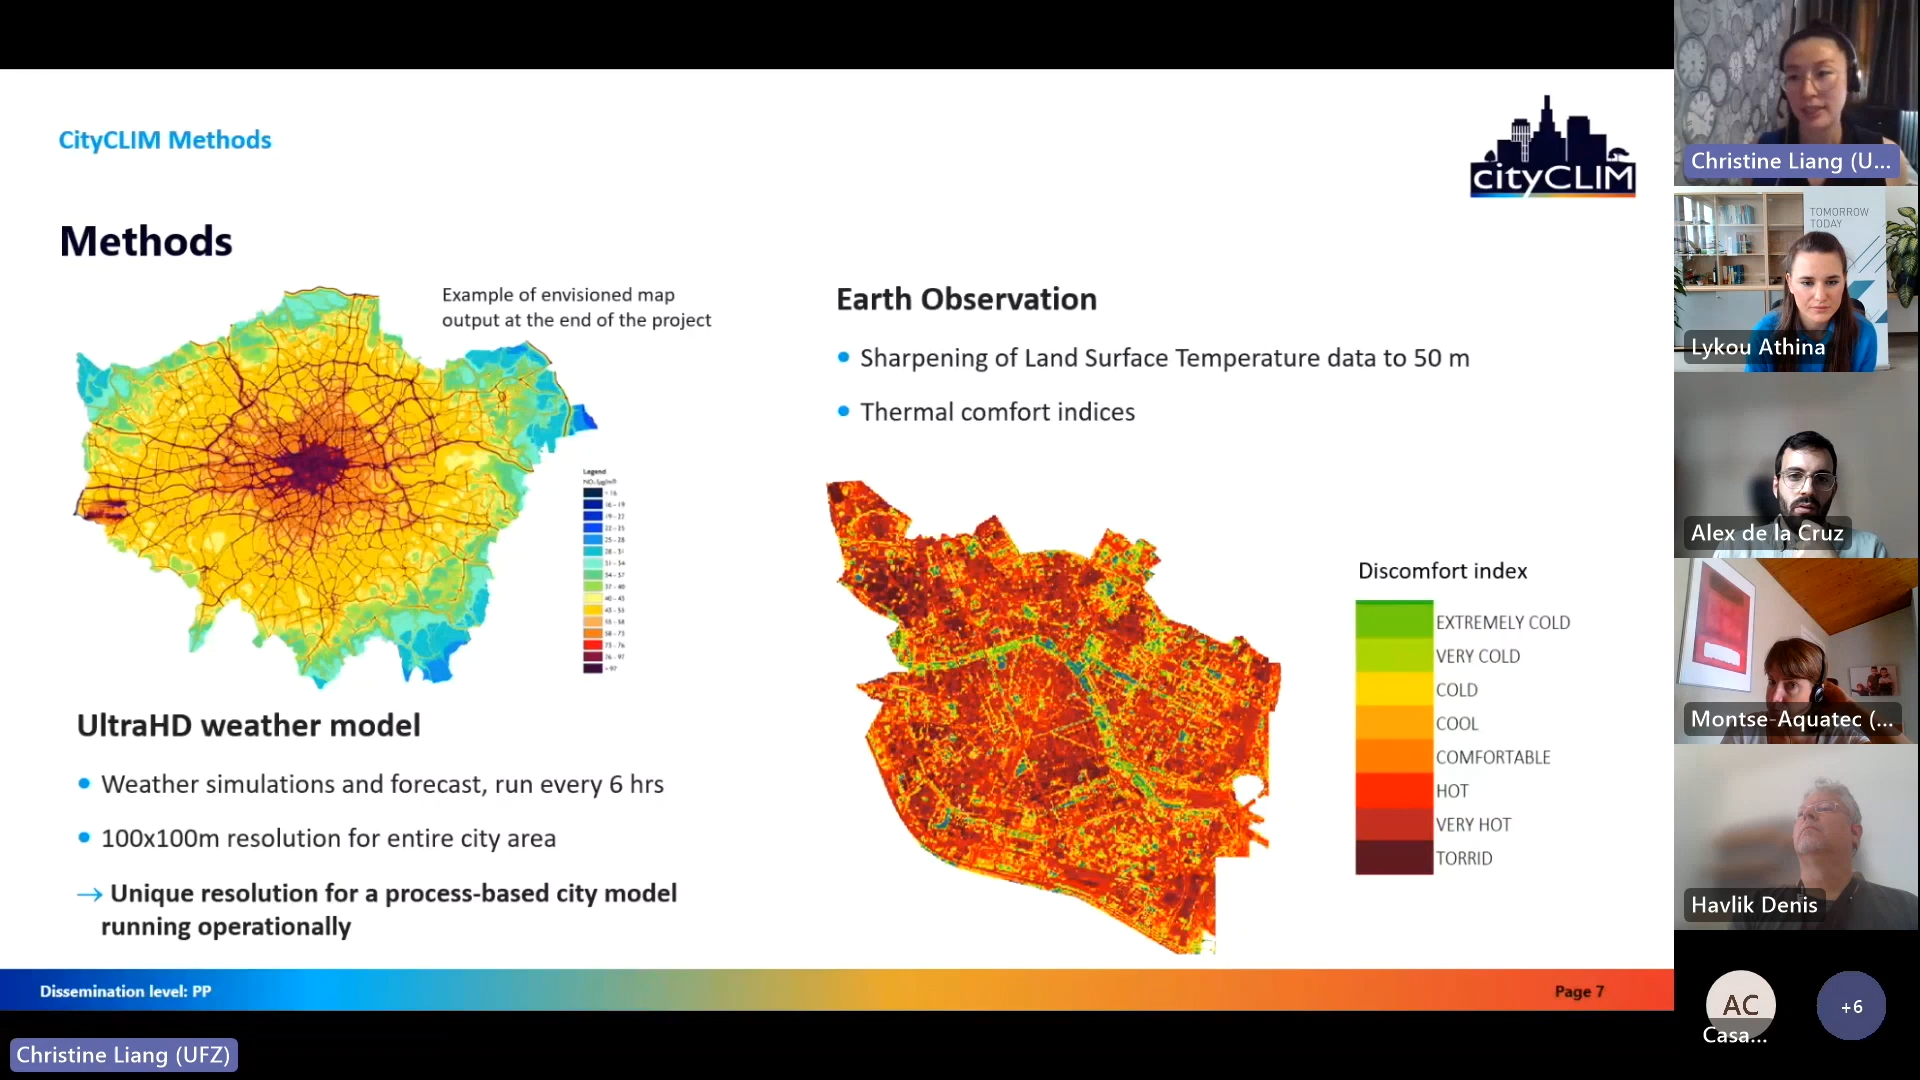 CityCLIM Methods
cityCLIM
Methods
Example of envisioned map
output at the end of the project
Legend
UltraHD weather model
Weather simulations and forecast, run every 6 hrs
100x100m resolution for entire city area
→ Unique resolution for a process-based city model
running operationally
Earth Observation
Sharpening of Land Surface Temperature data to 50 m
Thermal comfort indices
Discomfort index
EXTREMELY COLD
VERY COLD
COLD
COOL
COMFORTABLE
HOT
VERY HOT
TORRID
Dissemination level: PP
Page 7
Christine Liang (UFZ)
Christine Liang (U...
TOMORROW
TODAY
Lykou Athina
Alex de la Cruz
Montse-Aquatec (...
Havlik Denis
AC
Casa...
+6